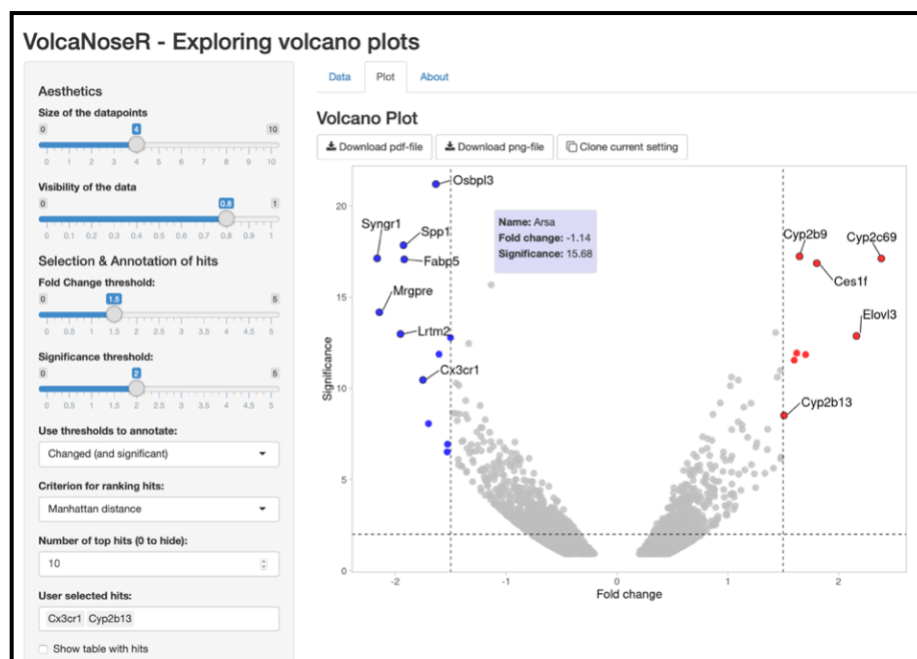 VolcaNoseR - Exploring volcano plots
Aesthetics
Size of the datapoints
0 4 10
0 1 2 3 4 5 6 7 8 9 10
Visibility of the data
0 0.8 1
0 0.1 0.2 0.3 0.4 0.5 0.6 0.7 0.8 0.9 1
Selection & Annotation of hits
Fold Change threshold:
0 1.5 5
0 0.5 1 1.5 2 2.5 3 3.5 4 4.5 5
Significance threshold:
0 2 5
0 0.5 1 1.5 2 2.5 3 3.5 4 4.5 5
Use thresholds to annotate:
Changed (and significant)
Criterion for ranking hits:
Manhattan distance
Number of top hits (0 to hide):
10
User selected hits:
Cx3cr1 Cyp2b13
Show table with hits
Data Plot About
Volcano Plot
Download pdf-file Download png-file Clone current setting
Osbpl3
Name: Arsa
Fold change: -1.14
Significance: 15.68
Syngr1
Spp1
Fabp5
Cyp2b9
Cyp2c69
Ces1f
Mrgpre
Elovl3
Lrtm2
Cx3cr1
Cyp2b13
Significance
20
15
10
5
0
-2 -1 0 1 2
Fold change